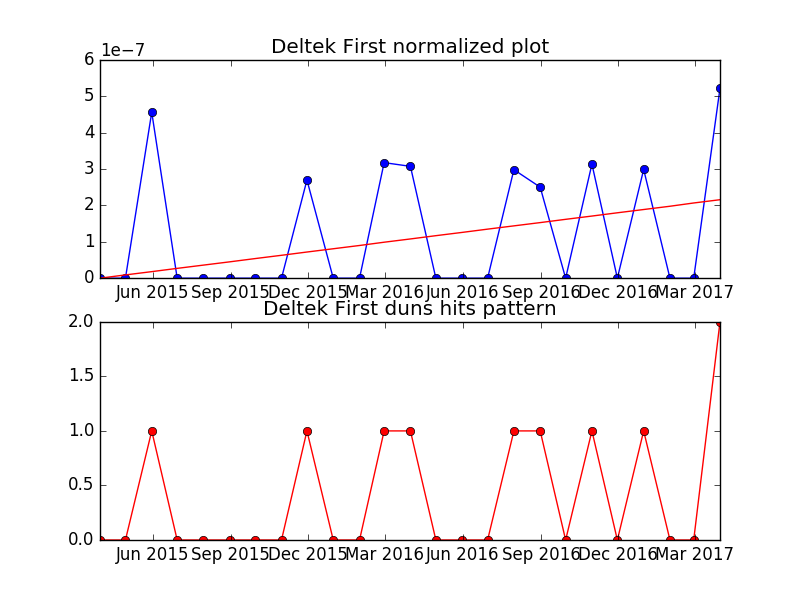 Deltek First normalized plot
1e−7
6
5
4
3
2
1
0
Jun 2015 Sep 2015 Dec 2015 Mar 2016 Jun 2016 Sep 2016 Dec 2016 Mar 2017
Deltek First duns hits pattern
2.0
1.5
1.0
0.5
0.0
Jun 2015 Sep 2015 Dec 2015 Mar 2016 Jun 2016 Sep 2016 Dec 2016 Mar 2017